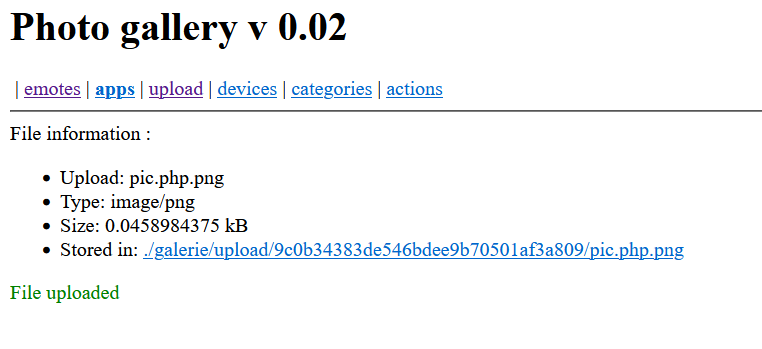 Photo gallery v 0.02
| emotes | apps | upload | devices | categories | actions
File information :
Upload: pic.php.png
Type: image/png
Size: 0.0458984375 kB
Stored in: ./galerie/upload/9c0b34383de546bdee9b70501af3a809/pic.php.png
File uploaded